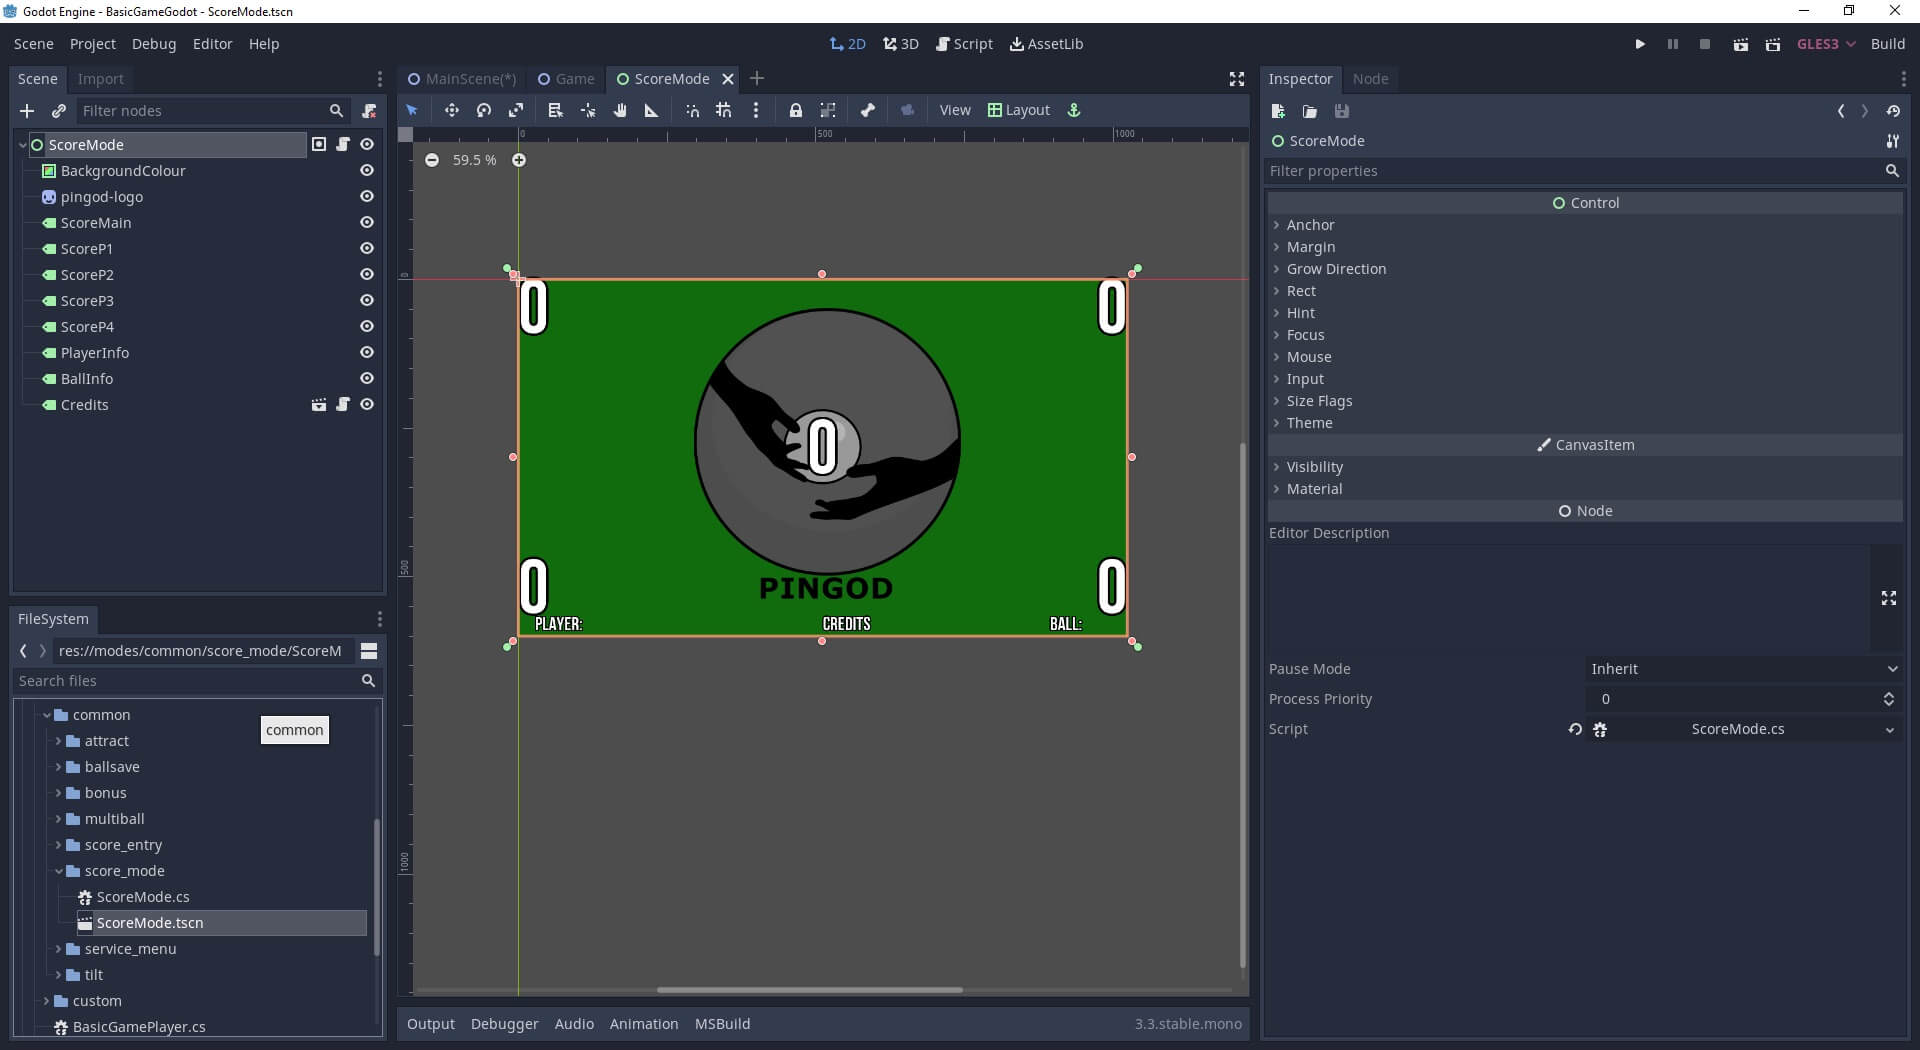 Godot Engine - BasicGameGodot - ScoreMode.tscn
Scene Project Debug Editor Help
2D 3D Script AssetLib
GLES3 Build
Scene Import
Filter nodes
ScoreMode
BackgroundColour
pingod-logo
ScoreMain
ScoreP1
ScoreP2
ScoreP3
ScoreP4
PlayerInfo
BallInfo
Credits
FileSystem
res://modes/common/score_mode/ScoreM
Search files
common
common
attract
ballsave
bonus
multiball
score_entry
score_mode
ScoreMode.cs
ScoreMode.tscn
service_menu
tilt
custom
BasicGamePlayer.cs
MainScene(*) Game ScoreMode
View Layout
0 500 1000
59.5 %
0
500
1000
0 0
0
0 0
PINGOD
PLAYER: CREDITS BALL:
Output Debugger Audio Animation MSBuild 3.3.stable.mono
Inspector Node
ScoreMode
Filter properties
Control
Anchor
Margin
Grow Direction
Rect
Hint
Focus
Mouse
Input
Size Flags
Theme
CanvasItem
Visibility
Material
Node
Editor Description
Pause Mode Inherit
Process Priority 0
Script ScoreMode.cs